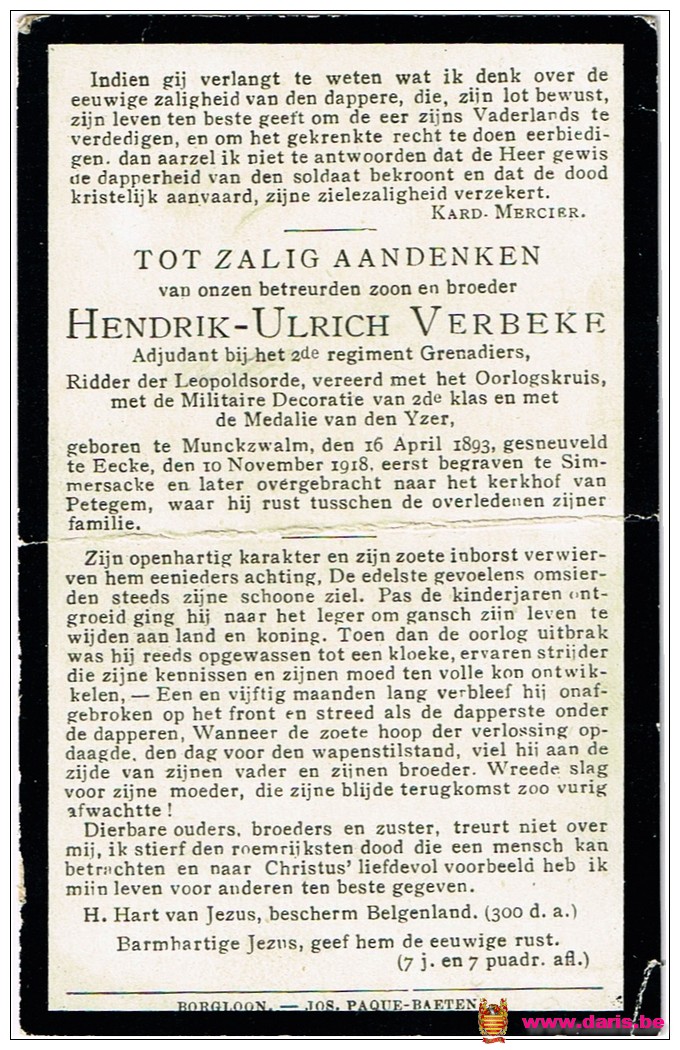 Indien gij verlangt te weten wat ik denk over de
eeuwige zaligheid van den dappere, die, zijn lot bewust,
zijn leven ten beste geeft om de eer zijns Vaderlands te
verdedigen, en om het gekrenkte recht te doen eerbiedi-
gen. dan aarzel ik niet te antwoorden dat de Heer gewis
de dapperheid van den soldaat bekroont en dat de dood
kristelijk aanvaard, zijne zielezaligheid verzekert.
KARD. MERCIER.
TOT ZALIG AANDENKEN
van onzen betreurden zoon en broeder
HENDRIK-ULRICH VERBEKE
Adjudant bij het 2de regiment Grenadiers,
Ridder der Leopoldsorde, vereerd met het Oorlogskruis,
met de Militaire Decoratie van 2de klas en met
de Medalie van den Yzer,
geboren te Munckzwalm, den 16 April 1893, gesneuveld
te Eecke, den 10 November 1918. eerst begraven te Sim-
mersacke en later overgebracht naar het kerkhof van
Petegem, waar hij rust tusschen de overledenen zijner
familie.
Zijn openhartig karakter en zijn zoete inborst verwier-
ven hem eenieders achting, De edelste gevoelens omsier-
den steeds zijne schoone ziel. Pas de kinderjaren ont-
groeid ging hij naar het leger om gansch zijn leven te
wijden aan land en koning. Toen dan de oorlog uitbrak
was hij reeds opgewassen tot een kloeke, ervaren strijder
die zijne kennissen en zijnen moed ten volle kon ontwik-
kelen, — Een en vijftig maanden lang verbleef hij onaf-
gebroken op het front en streed als de dapperste onder
de dapperen, Wanneer de zoete hoop der verlossing op-
daagde, den dag voor den wapenstilstand, viel hij aan de
zijde van zijnen vader en zijnen broeder. Wreede slag
voor zijne moeder, die zijne blijde terugkomst zoo vurig
afwachtte !
Dierbare ouders, broeders en zuster, treurt niet over
mij, ik stierf den roemrijksten dood die een mensch kan
betrachten en naar Christus' liefdevol voorbeeld heb ik
mijn leven voor anderen ten beste gegeven.
H. Hart van Jezus, bescherm Belgenland. (300 d. a.)
Barmhartige Jezus, geef hem de eeuwige rust.
(7 j. en 7 puadr. afl.)
BORGLOON. — JOS. PAQUE-BAETEN
www.daris.be